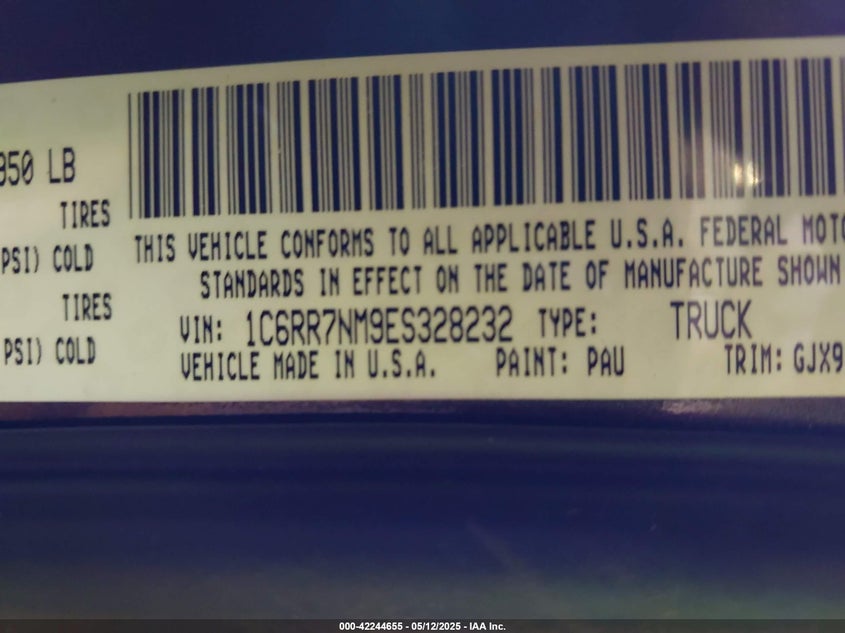 950 LB
TIRES
PSI) COLD
TIRES
PSI) COLD
THIS VEHICLE CONFORMS TO ALL APPLICABLE U.S.A. FEDERAL MOTO
STANDARDS IN EFFECT ON THE DATE OF MANUFACTURE SHOWN
VIN: 1C6RR7NM9ES328232 TYPE: TRUCK
VEHICLE MADE IN U.S.A. PAINT: PAU TRIM: GJX9
000-42244655 - 05/12/2025 - IAA Inc.